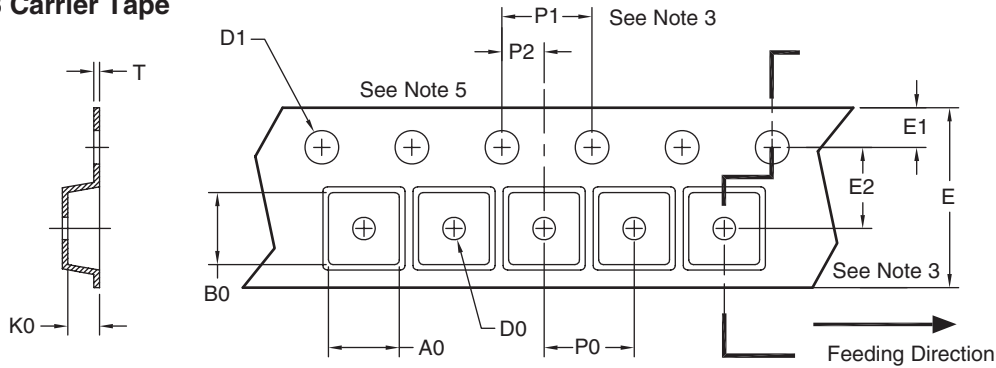 Carrier Tape
P1
See Note 3
D1
P2
T
See Note 5
E1
E2
E
B0
See Note 3
K0
A0
D0
P0
Feeding Direction